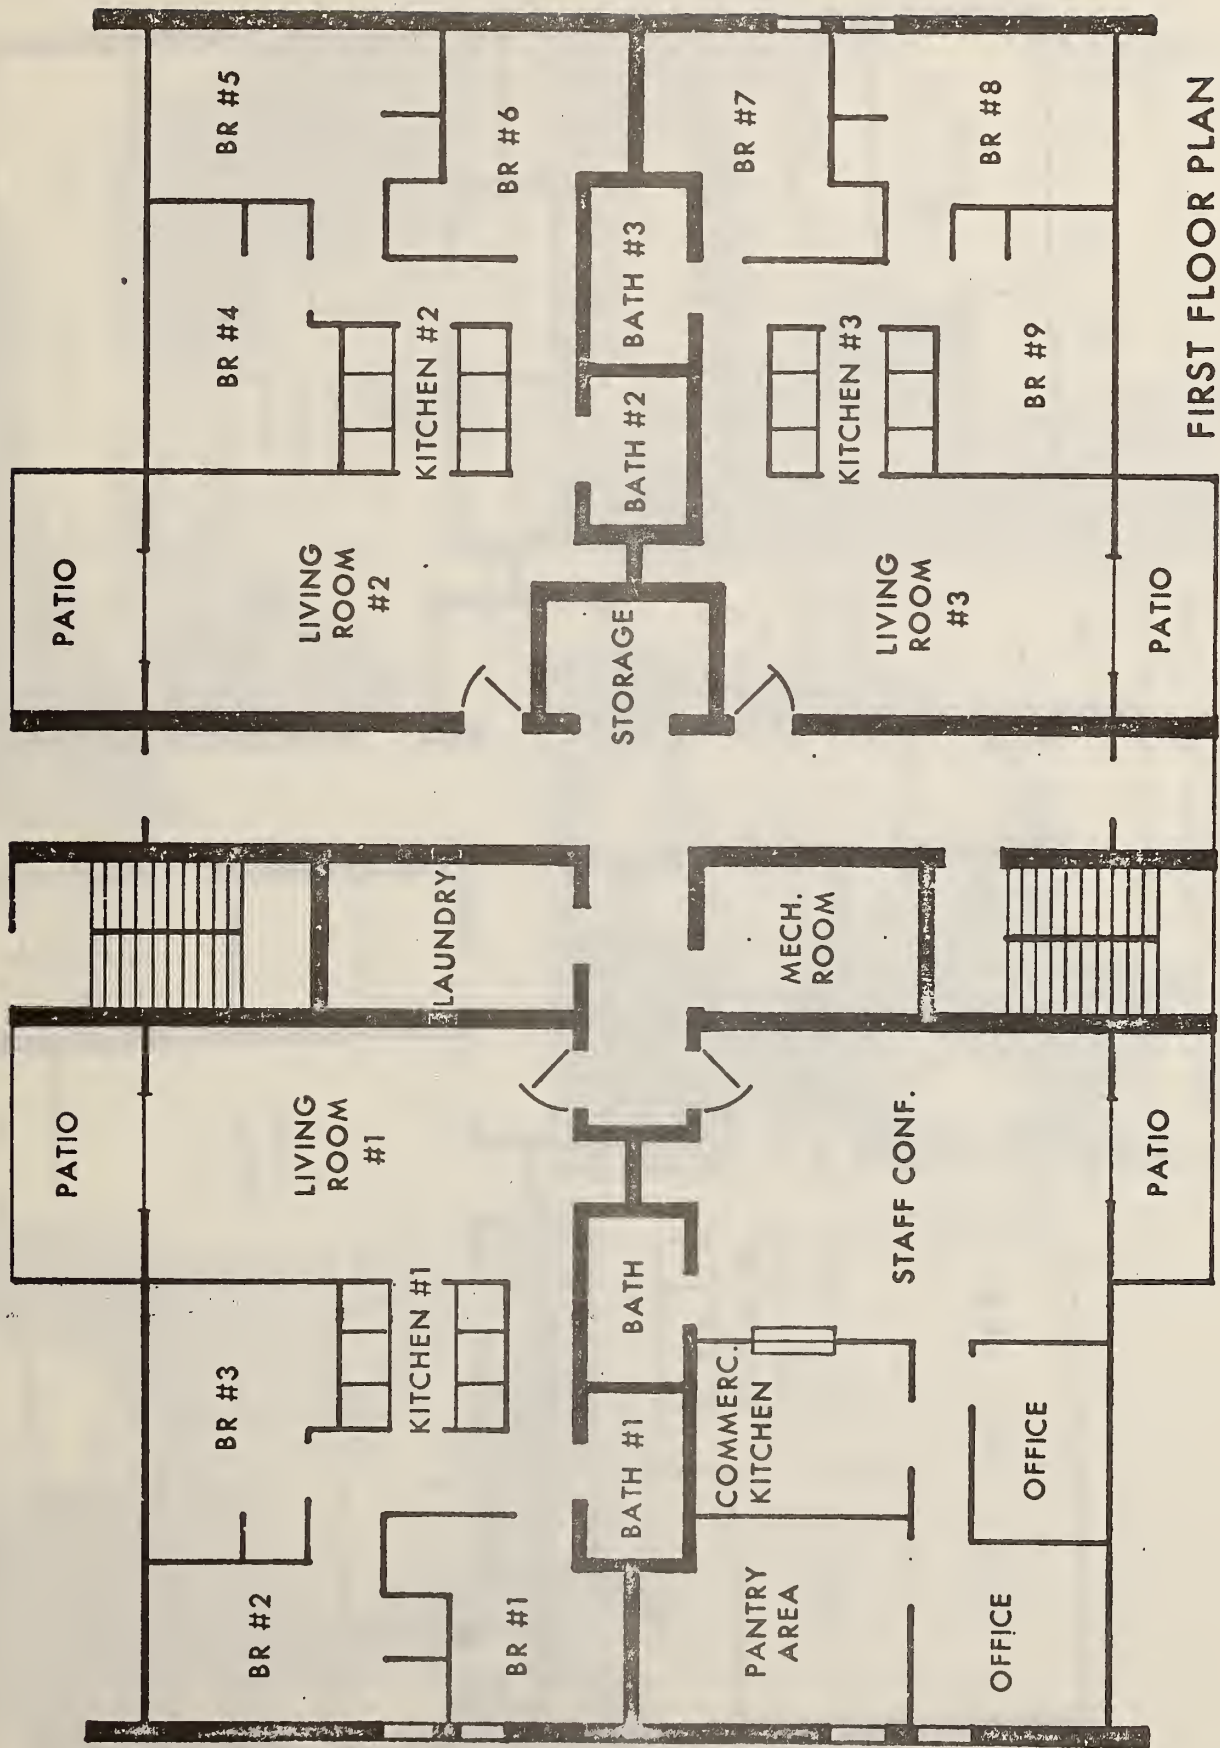 PATIO
PATIO
BR #2
BR #3
LIVING
ROOM
#1
LIVING
ROOM
#2
BR #4
BR #5
KITCHEN #1
LAUNDRY
KITCHEN #2
BR #1
BR #6
BATH #1
BATH
STORAGE
BATH #2
BATH #3
PANTRY
AREA
COMMERC.
KITCHEN
MECH.
ROOM
BR #7
STAFF CONF.
LIVING
ROOM
#3
KITCHEN #3
OFFICE
OFFICE
BR #9
BR #8
PATIO
PATIO
FIRST FLOOR PLAN